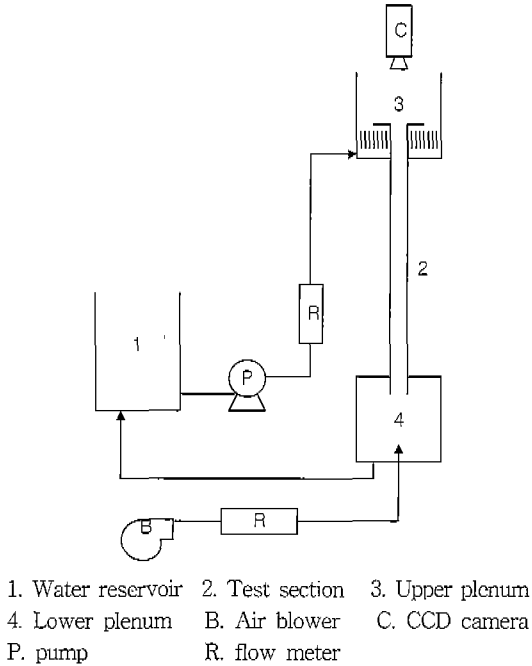 C
3
2
R
1
P
4
B
R
1. Water reservoir 2. Test section 3. Upper plenum
4. Lower plenum B. Air blower C. CCD camera
P. pump R. flow meter